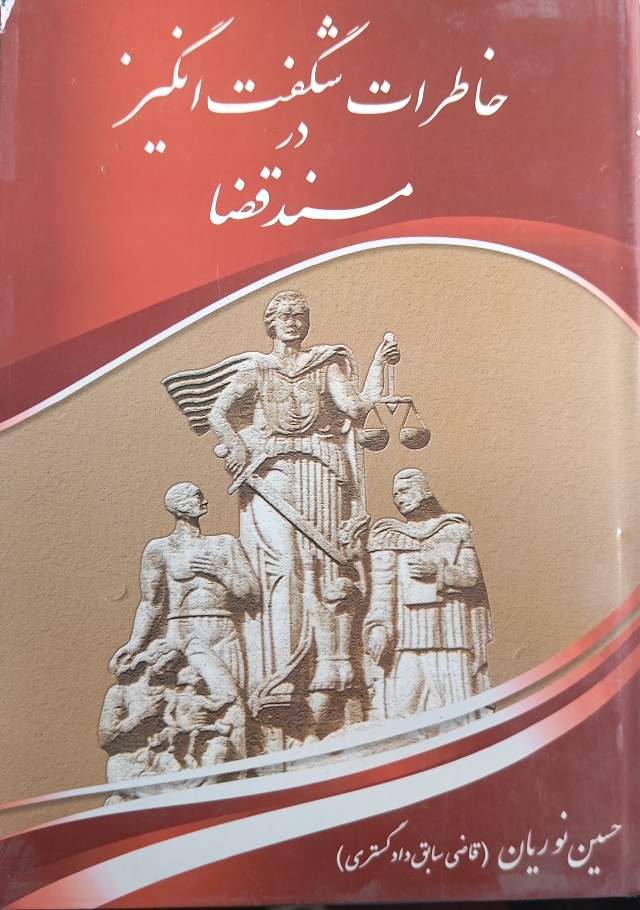 خاطرات شگفت انگیز
در
مسند قضا
حسین نوریان (قاضی سابق دادگستری)